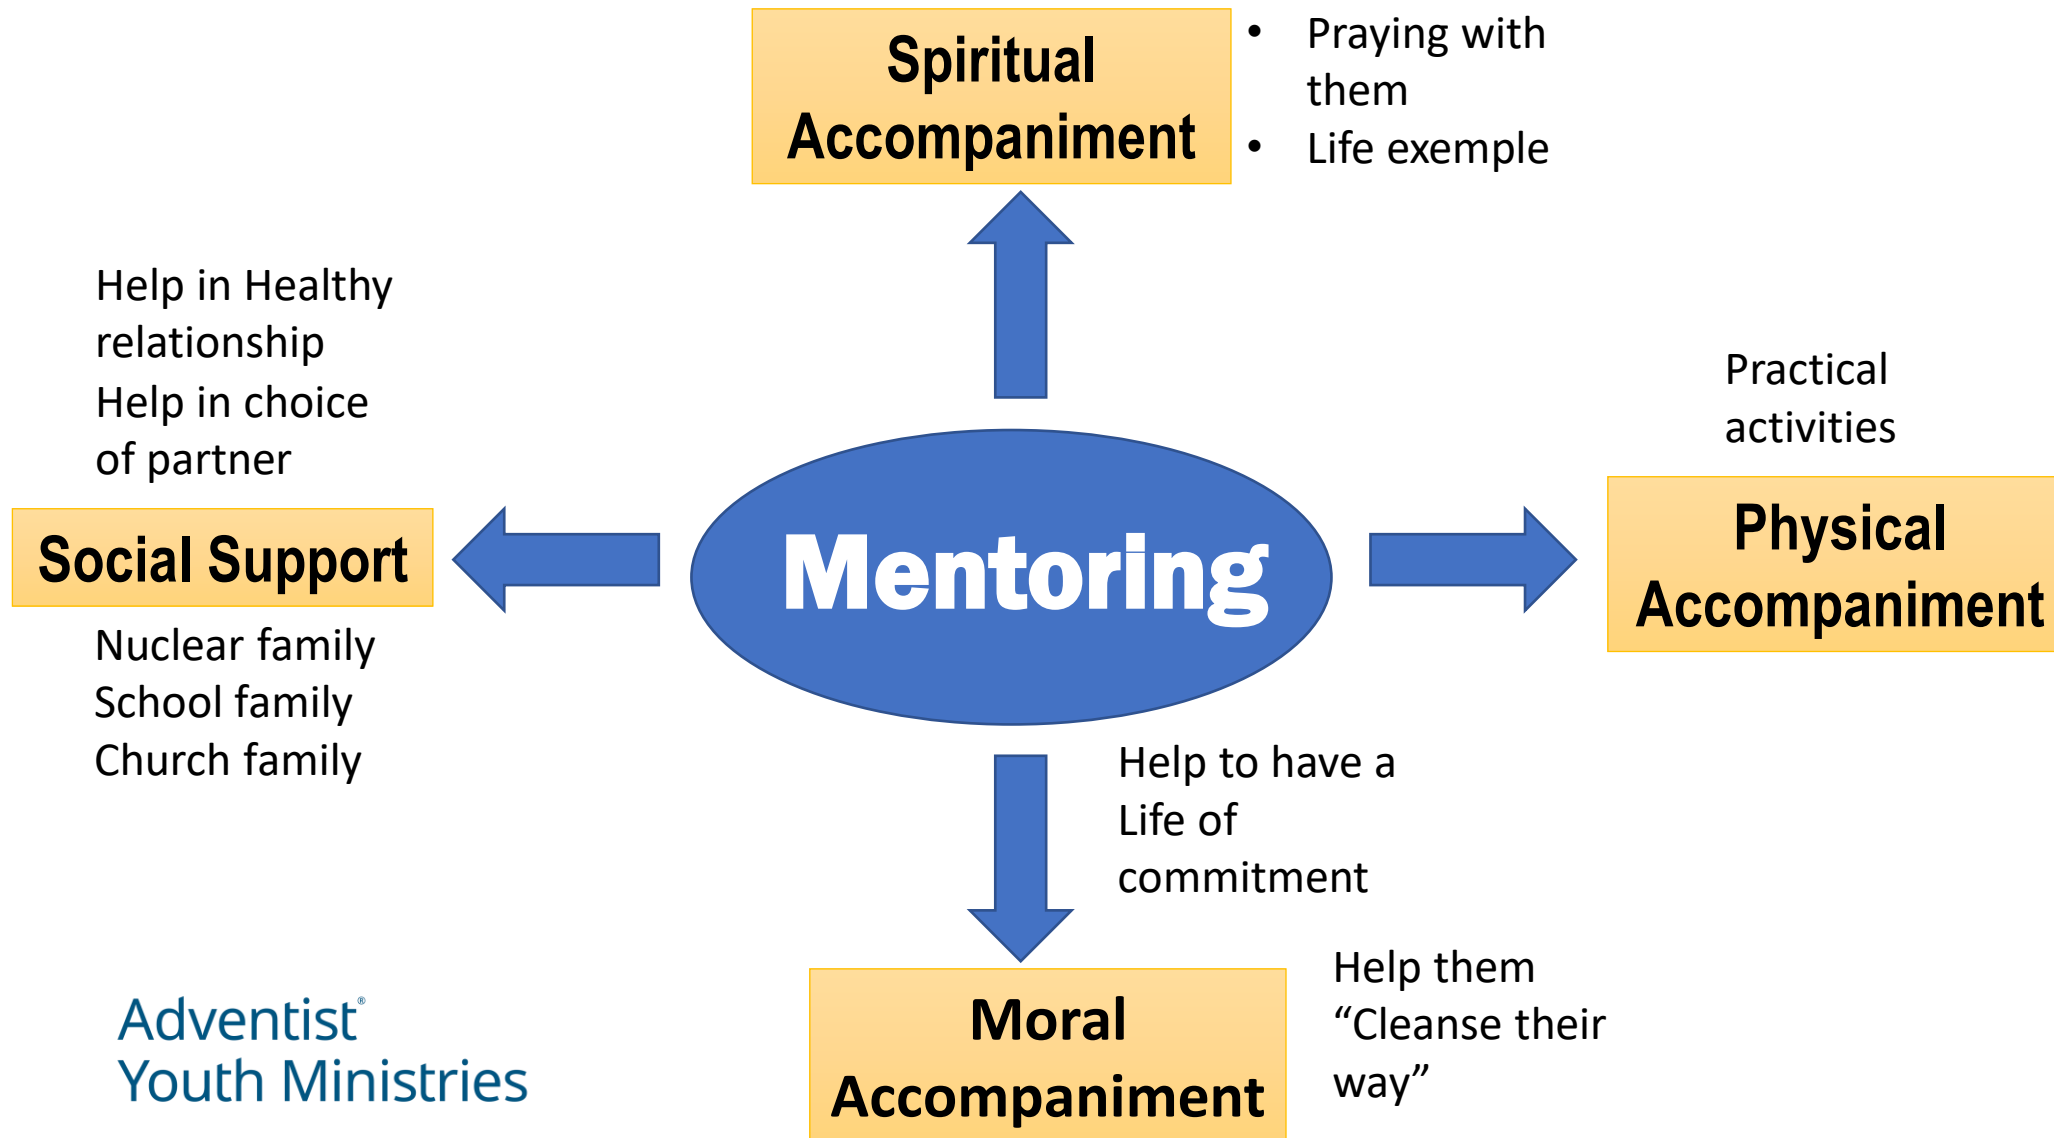 Spiritual
Accompaniment
• Praying with
them
• Life exemple
Help in Healthy
relationship
Help in choice
of partner
Social Support
Nuclear family
School family
Church family
Mentoring
Practical
activities
Physical
Accompaniment
Help to have a
Life of
commitment
Moral
Accompaniment
Help them
“Cleanse their
way”
Adventist®
Youth Ministries